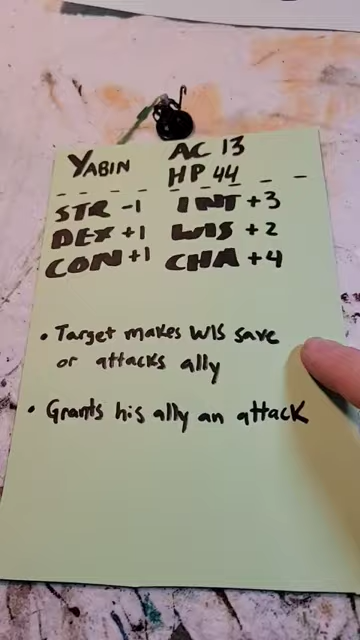 YABIN AC 13
HP 44
STR -1 INT +3
DEX +1 WIS +2
CON +1 CHA +4
• Target makes WIS save
or attacks ally
• Grants his ally an attack